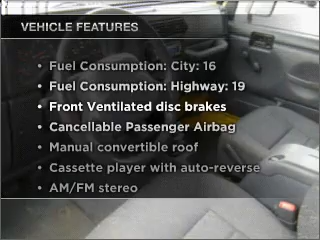 VEHICLE FEATURES
• Fuel Consumption: City: 16
• Fuel Consumption: Highway: 19
• Front Ventilated disc brakes
• Cancellable Passenger Airbag
• Manual convertible roof
• Cassette player with auto-reverse
• AM/FM stereo